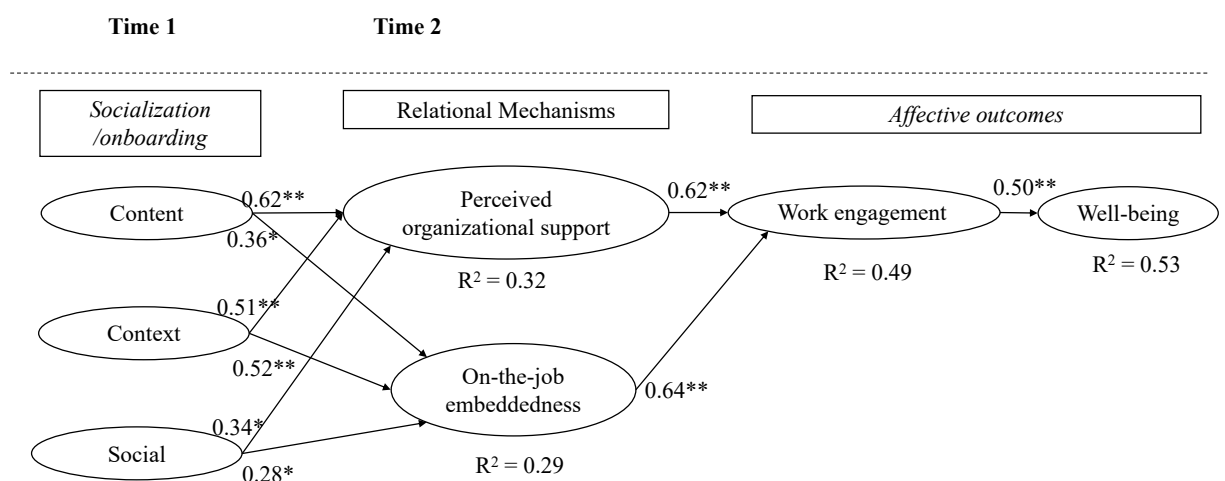 Time 1
Time 2
Socialization
/onboarding
Relational Mechanisms
Affective outcomes
Content
0.62**
0.36*
Perceived
organizational support
R² = 0.32
0.62**
Work engagement
R² = 0.49
0.50**
Well-being
R² = 0.53
Context
0.51**
0.52**
On-the-job
embeddedness
R² = 0.29
0.64**
Social
0.34*
0.28*